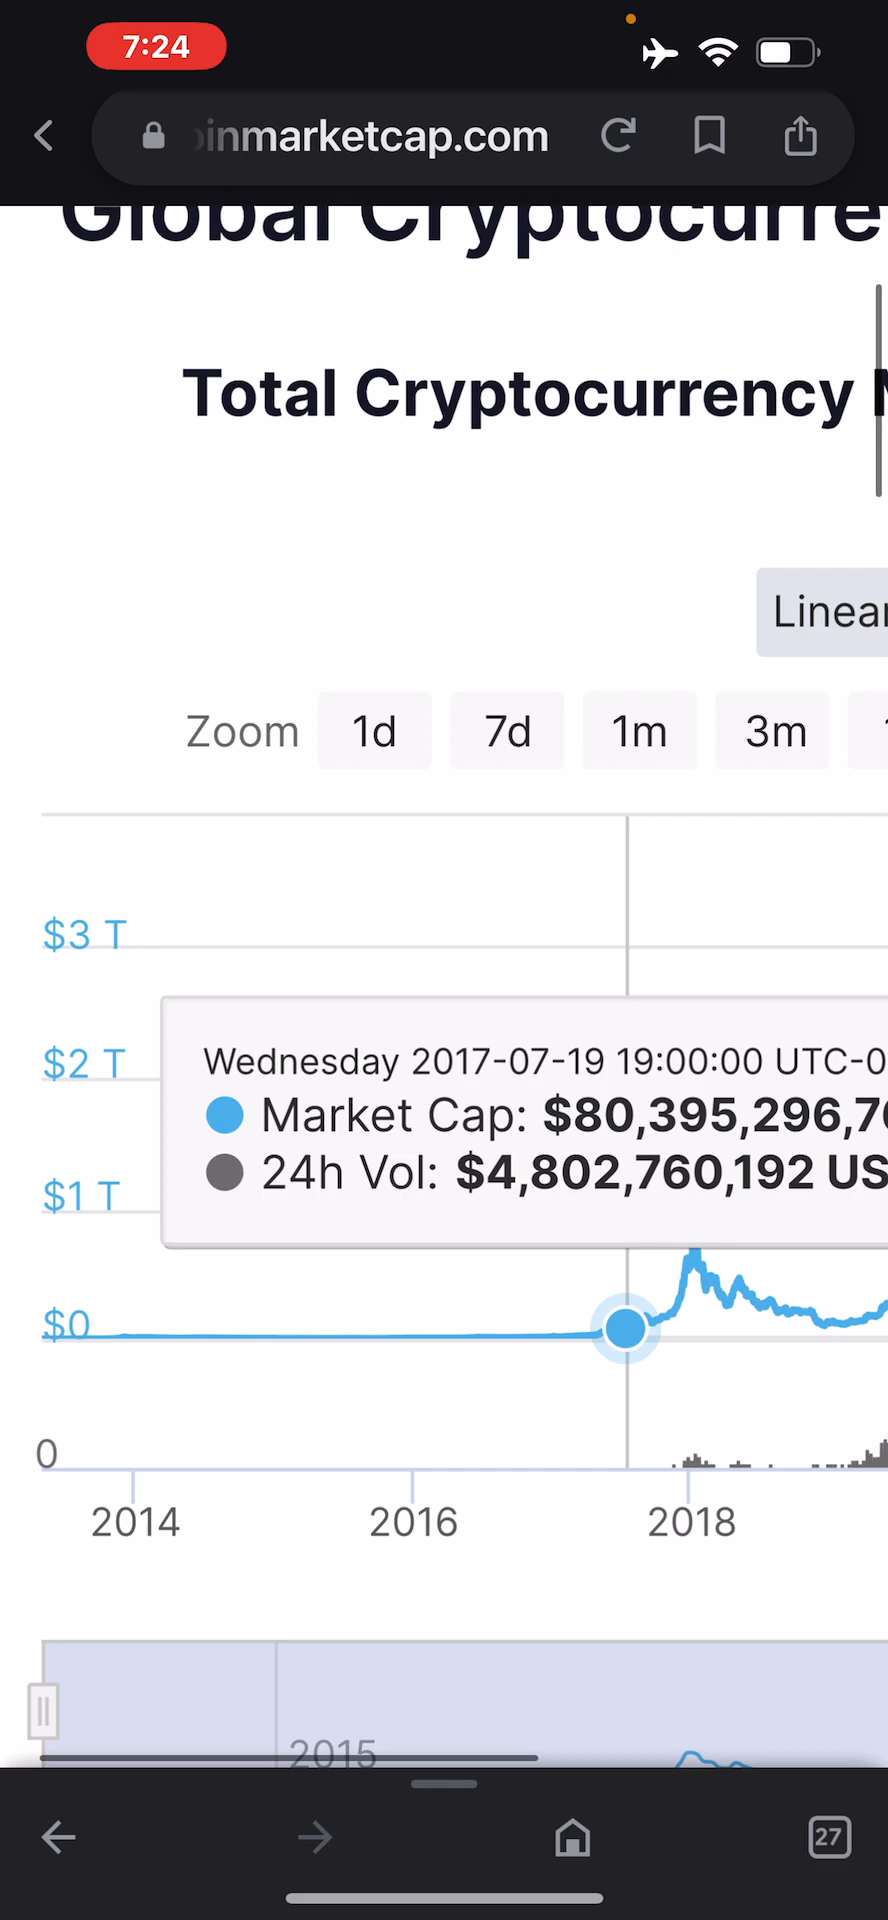 7:24
inmarketcap.com
Global Cryptocurre
Total Cryptocurrency
Linear
Zoom 1d 7d 1m 3m
$3 T
$2 T
Wednesday 2017-07-19 19:00:00 UTC-0
Market Cap: $80,395,296,7
24h Vol: $4,802,760,192 US
$1 T
$0
0
2014 2016 2018
2015
27